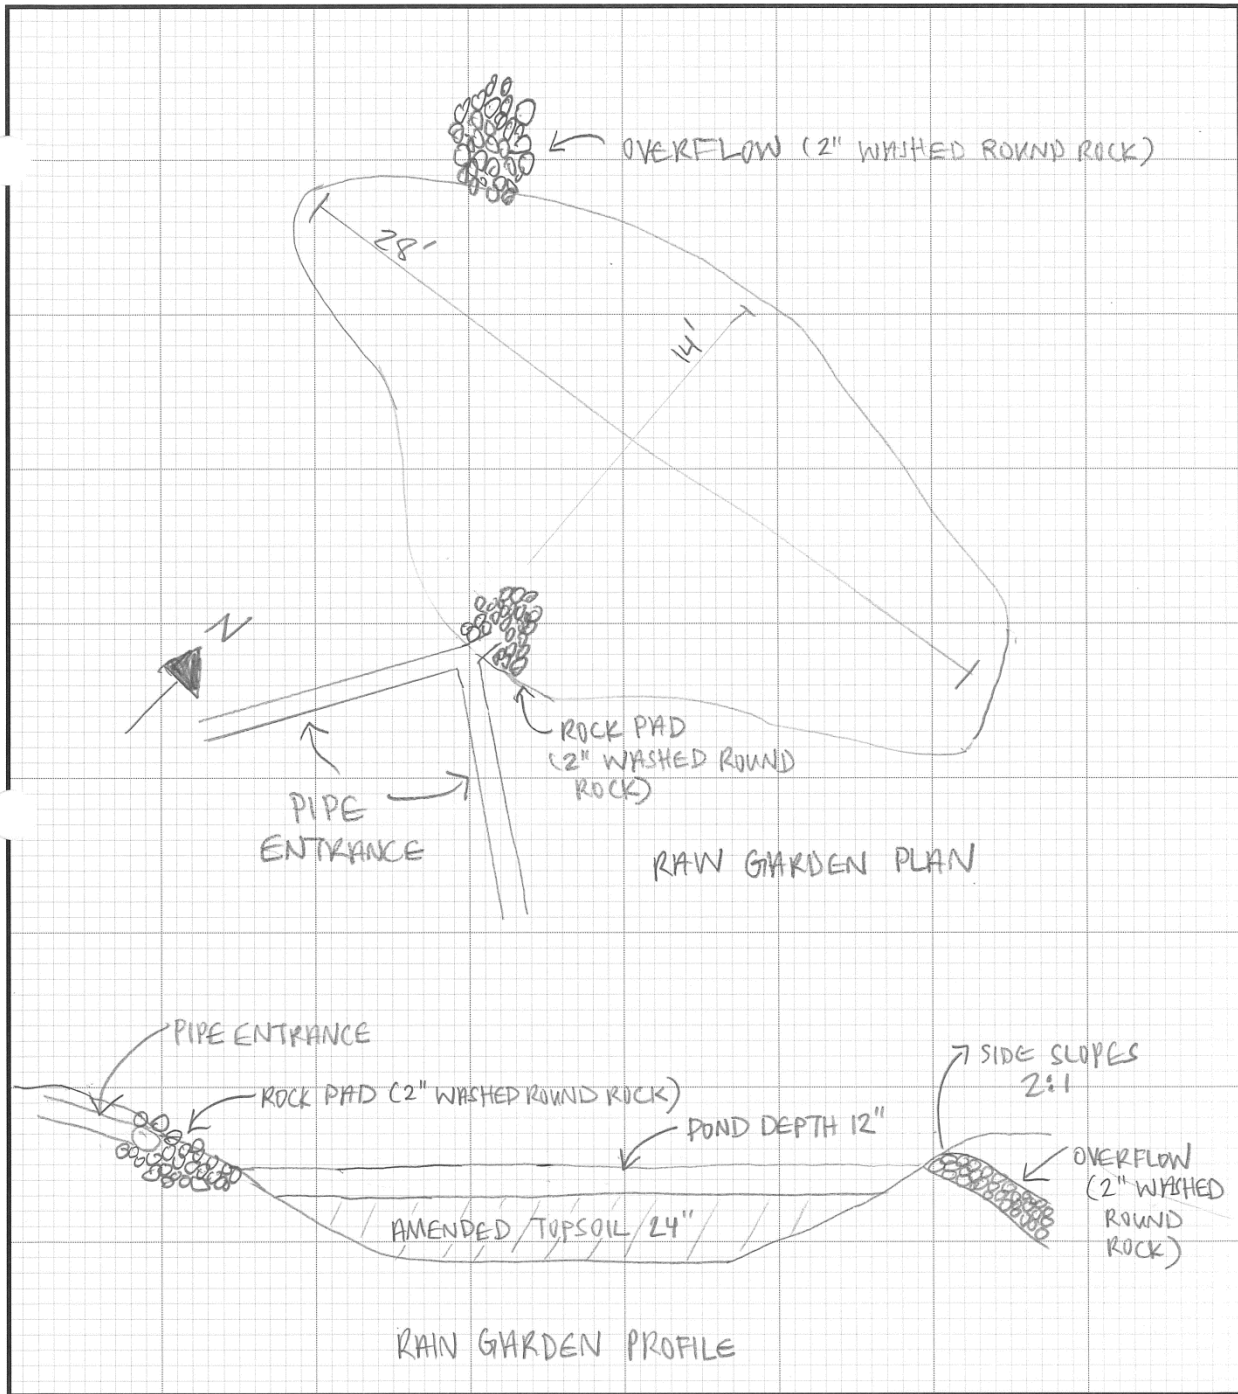 OVERFLOW (2" WASHED ROUND ROCK)
28'
14'
N
ROCK PAD
(2" WASHED ROUND
ROCK)
PIPE
ENTRANCE
RAW GARDEN PLAN
PIPE ENTRANCE
ROCK PAD (2" WASHED ROUND ROCK)
SIDE SLOPES
2:1
POND DEPTH 12"
OVERFLOW
(2" WASHED
ROUND
ROCK)
AMENDED TOPSOIL 24"
RAIN GARDEN PROFILE